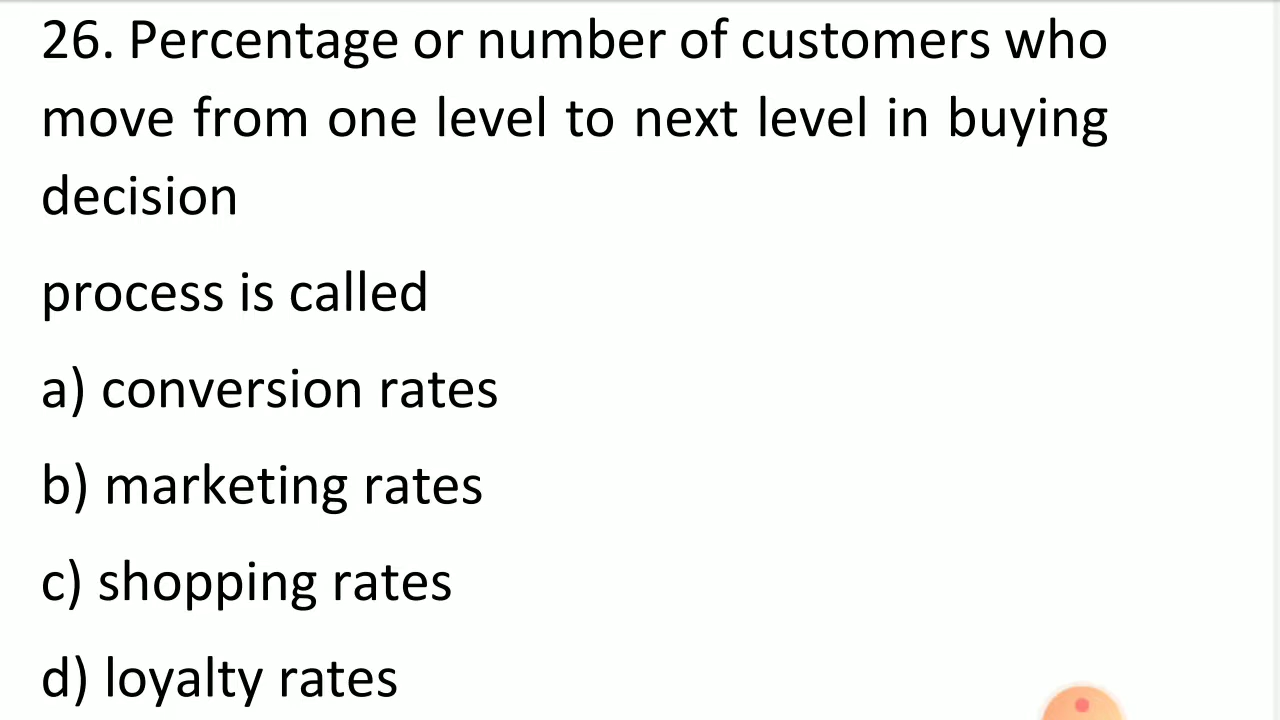 26. Percentage or number of customers who
move from one level to next level in buying
decision
process is called
a) conversion rates
b) marketing rates
c) shopping rates
d) loyalty rates